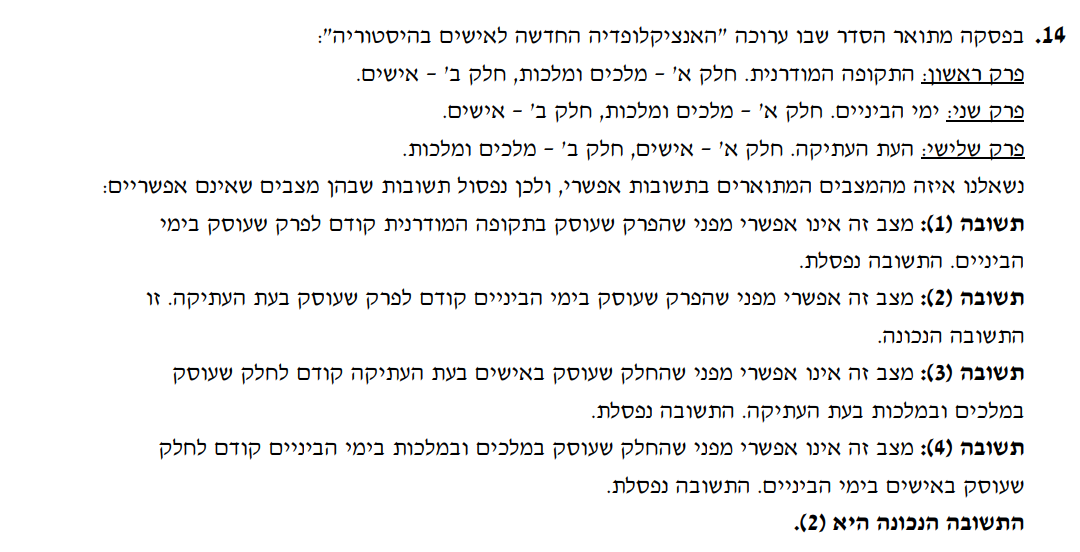 14. בפסקה מתואר הסדר שבו ערוכה "האנציקלופדיה החדשה לאישים בהיסטוריה":
פרק ראשון: התקופה המודרנית. חלק א' – מלכים ומלכות, חלק ב' – אישים.
פרק שני: ימי הביניים. חלק א' – מלכים ומלכות, חלק ב' – אישים.
פרק שלישי: העת העתיקה. חלק א' – אישים, חלק ב' – מלכים ומלכות.
נשאלנו איזה מהמצבים המתוארים בתשובות אפשרי, ולכן נפסול תשובות שבהן מצבים שאינם אפשריים:
תשובה (1): מצב זה אינו אפשרי מפני שהפרק שעוסק בתקופה המודרנית קודם לפרק שעוסק בימי
הביניים. התשובה נפסלת.
תשובה (2): מצב זה אפשרי מפני שהפרק שעוסק בימי הביניים קודם לפרק שעוסק בעת העתיקה. זו
התשובה הנכונה.
תשובה (3): מצב זה אינו אפשרי מפני שהחלק שעוסק באישים בעת העתיקה קודם לחלק שעוסק
במלכים ובמלכות בעת העתיקה. התשובה נפסלת.
תשובה (4): מצב זה אינו אפשרי מפני שהחלק שעוסק במלכים ובמלכות בימי הביניים קודם לחלק
שעוסק באישים בימי הביניים. התשובה נפסלת.
התשובה הנכונה היא (2).